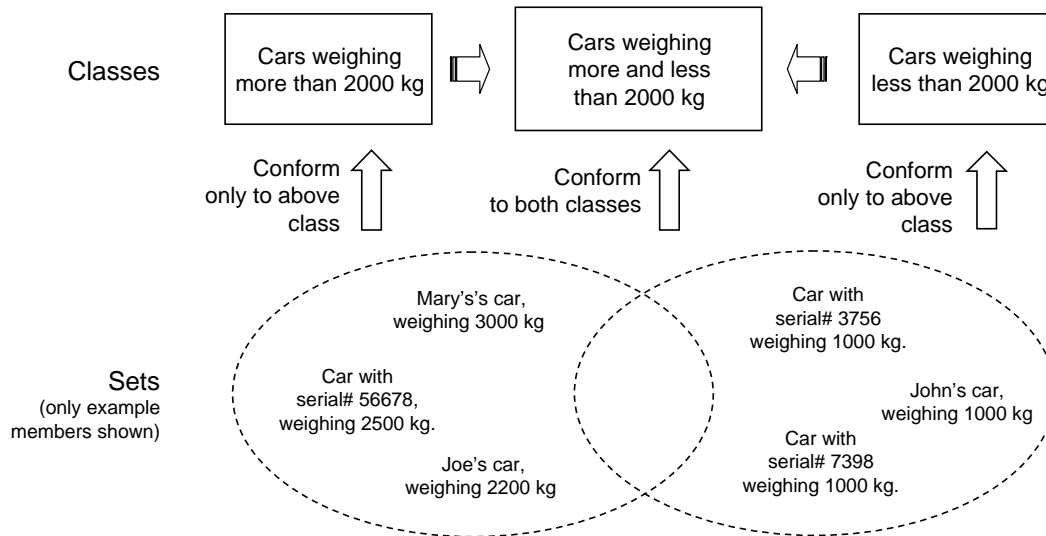 Classes
Cars weighing
more than 2000 kg
Cars weighing
more and less
than 2000 kg
Cars weighing
less than 2000 kg
Conform
only to above
class
Conform
to both classes
Conform
only to above
class
Sets
(only example
members shown)
Mary's's car,
weighing 3000 kg
Car with
serial# 56678,
weighing 2500 kg.
Joe's car,
weighing 2200 kg
Car with
serial# 3756
weighing 1000 kg.
John's car,
weighing 1000 kg
Car with
serial# 7398
weighing 1000 kg.